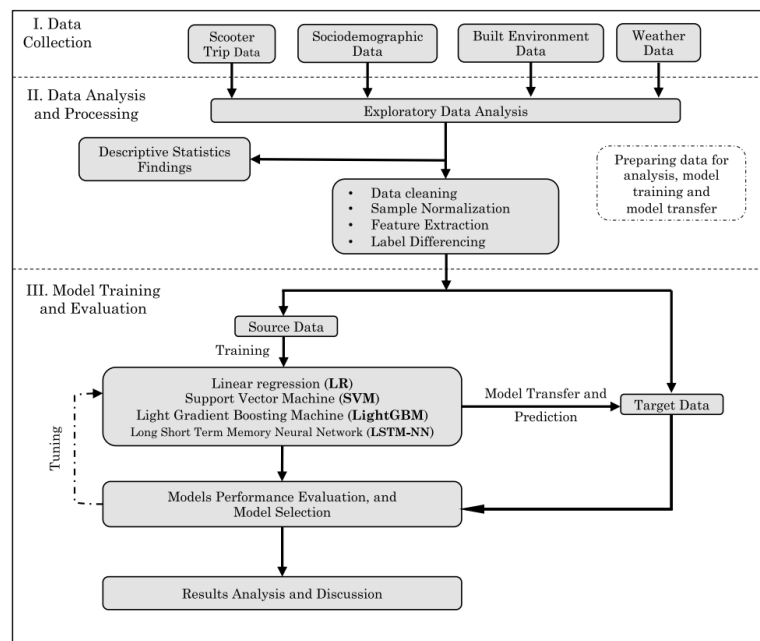 I. Data
Collection
Scooter
Trip Data
Sociodemographic
Data
Built Environment
Data
Weather
Data
II. Data Analysis
and Processing
Exploratory Data Analysis
Descriptive Statistics
Findings
Preparing data for
analysis, model
training and
model transfer
• Data cleaning
• Sample Normalization
• Feature Extraction
• Label Differencing
III. Model Training
and Evaluation
Source Data
Training
Linear regression (LR)
Support Vector Machine (SVM)
Light Gradient Boosting Machine (LightGBM)
Long Short Term Memory Neural Network (LSTM-NN)
Model Transfer and
Prediction
Target Data
Tuning
Models Performance Evaluation, and
Model Selection
Results Analysis and Discussion